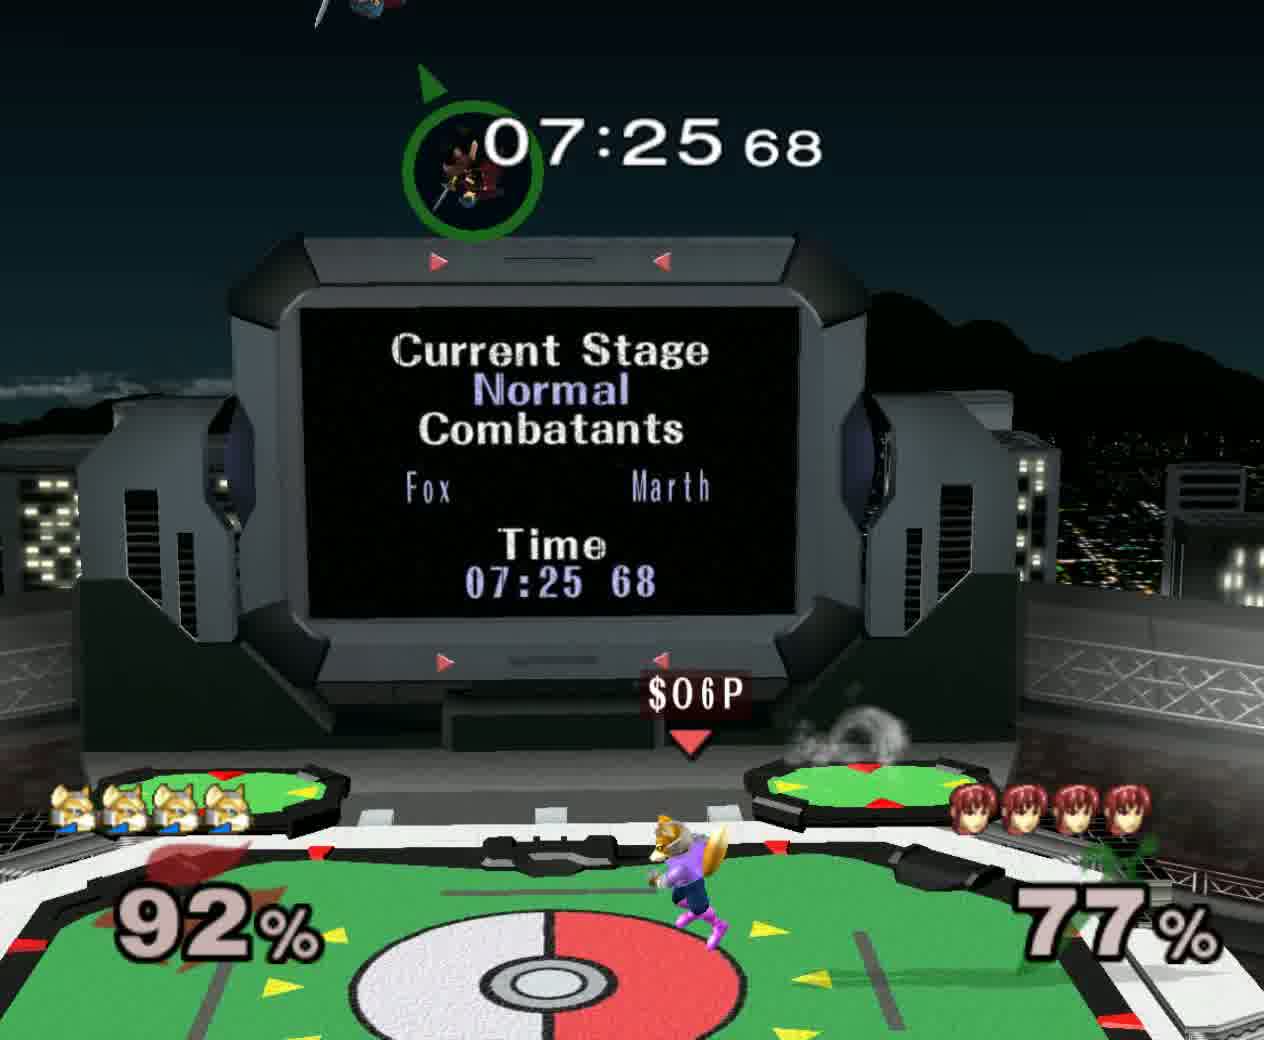 07:25 68
Current Stage
Normal
Combatants
Fox Marth
Time
07:25 68
$06P
92%
77%